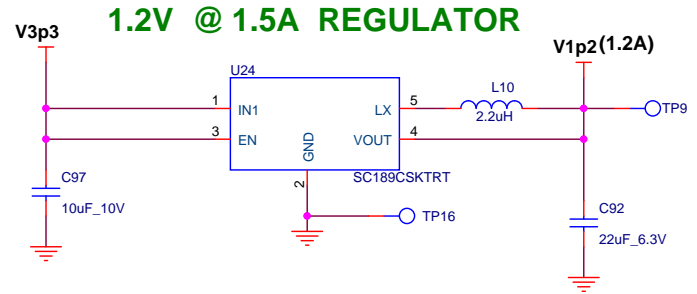 1.2V @ 1.5A REGULATOR
V3p3
V1p2 (1.2A)
U24
L10
1
IN1
LX
5
TP9
2.2uH
3
EN
GND
VOUT
4
C97
2
SC189CSKTRT
10uF_10V
TP16
C92
22uF_6.3V